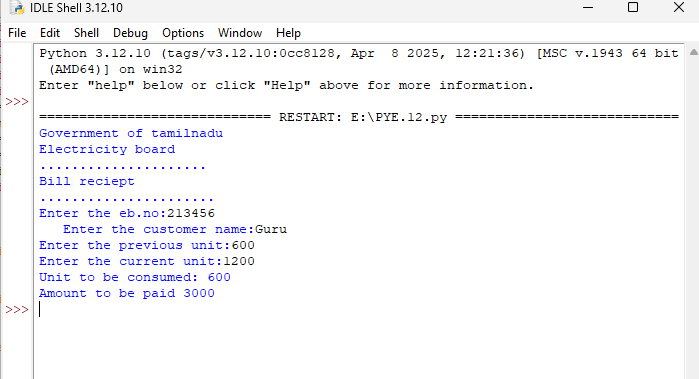 IDLE Shell 3.12.10
File Edit Shell Debug Options Window Help
Python 3.12.10 (tags/v3.12.10:0cc8128, Apr  8 2025, 12:21:36) [MSC v.1943 64 bit
 (AMD64)] on win32
Enter "help" below or click "Help" above for more information.
>>>
============================= RESTART: E:\PYE.12.py ============================
Government of tamilnadu
Electricity board
.....................
Bill reciept
......................
Enter the eb.no:213456
   Enter the customer name:Guru
Enter the previous unit:600
Enter the current unit:1200
Unit to be consumed: 600
Amount to be paid 3000
>>>